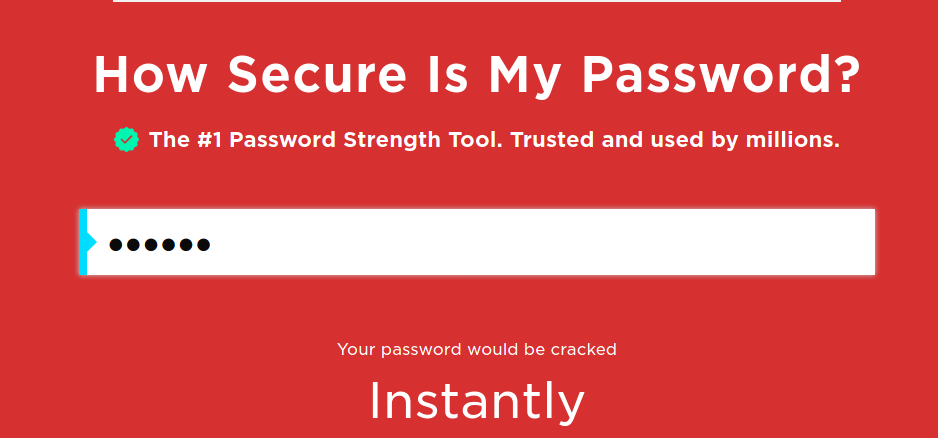 How Secure Is My Password?
The #1 Password Strength Tool. Trusted and used by millions.
●●●●●●
Your password would be cracked
Instantly